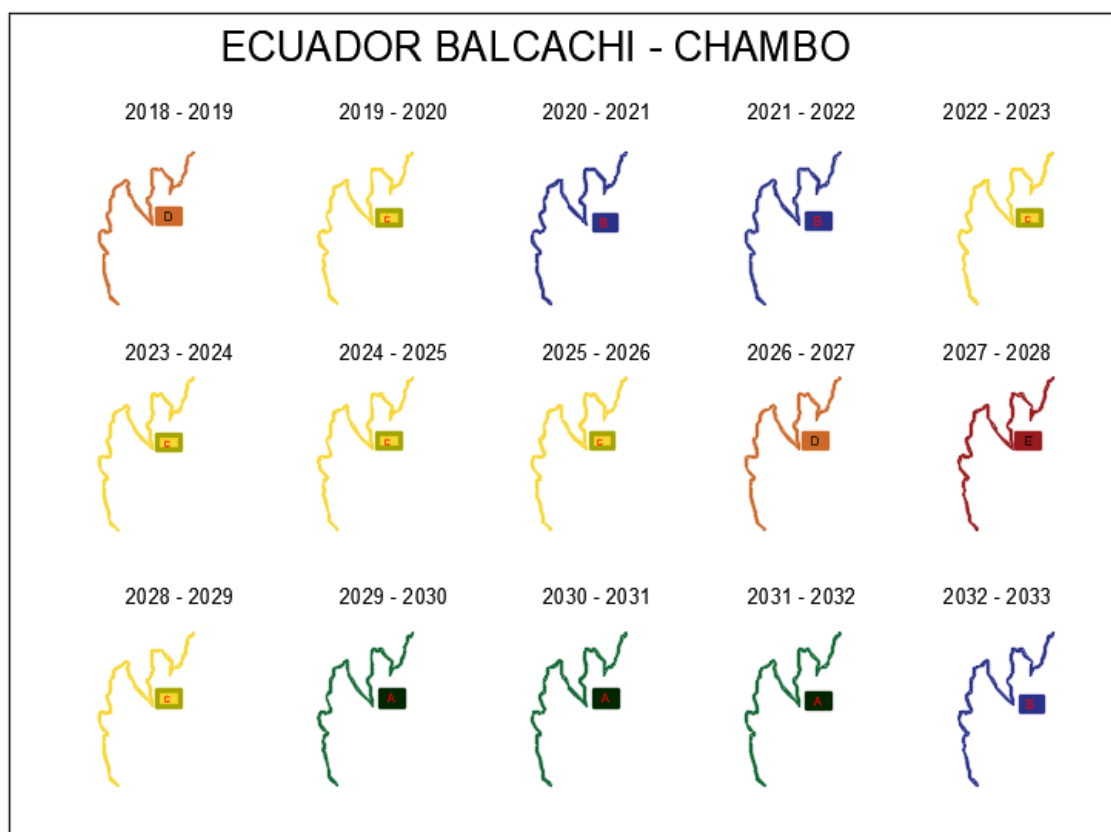 ECUADOR BALCACHI - CHAMBO
2018 - 2019 2019 - 2020 2020 - 2021 2021 - 2022 2022 - 2023
D c B B c
2023 - 2024 2024 - 2025 2025 - 2026 2026 - 2027 2027 - 2028
c c c D E
2028 - 2029 2029 - 2030 2030 - 2031 2031 - 2032 2032 - 2033
c A A A B